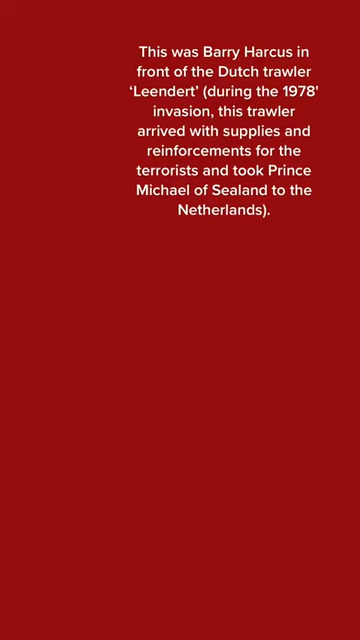 This was Barry Harcus in
front of the Dutch trawler
‘Leendert’ (during the 1978'
invasion, this trawler
arrived with supplies and
reinforcements for the
terrorists and took Prince
Michael of Sealand to the
Netherlands).